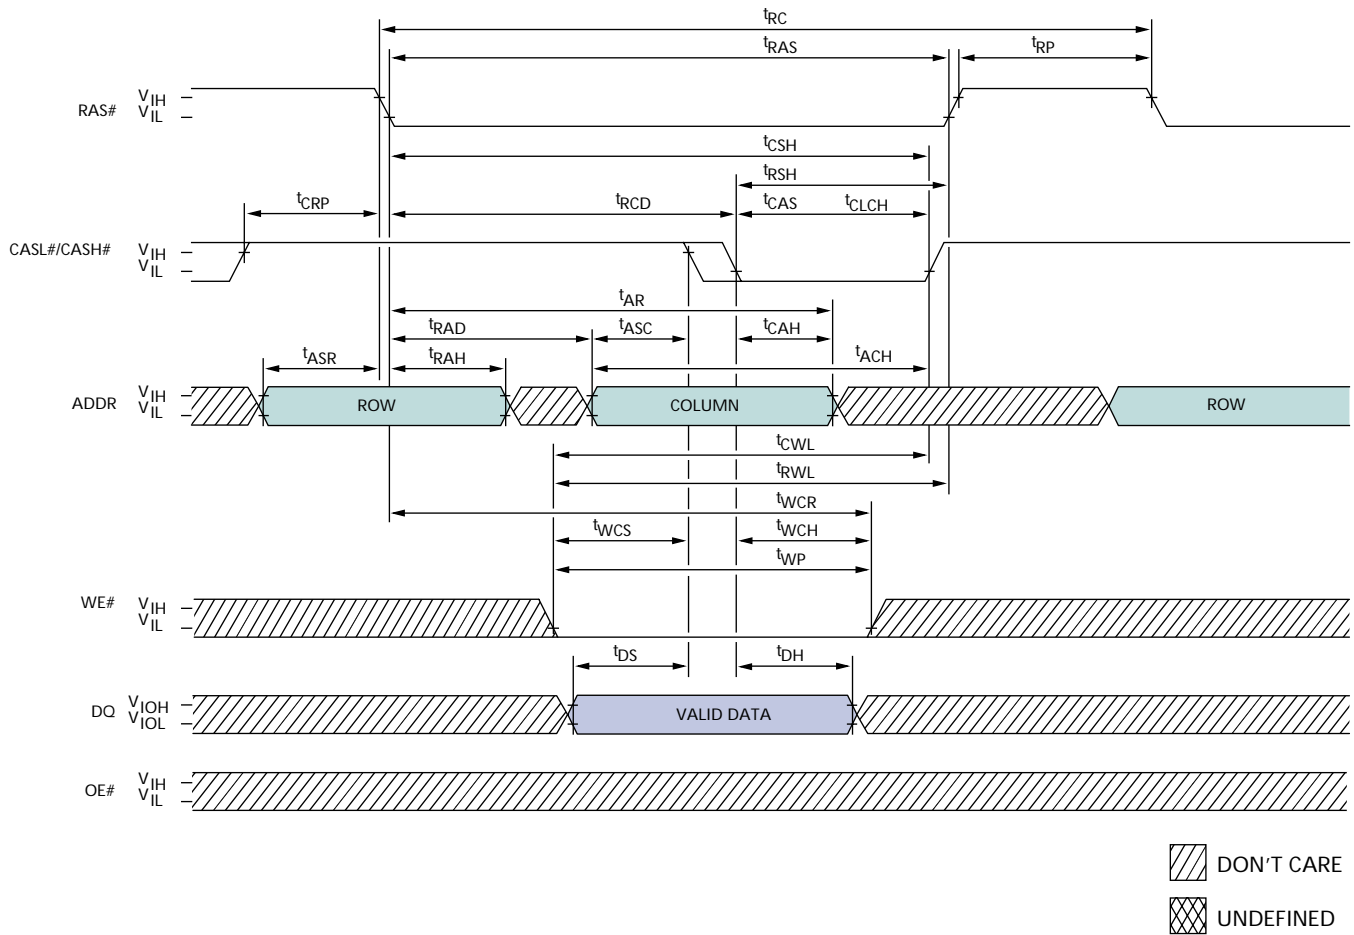 tRC
tRAS
tRP
RAS#
VIH
VIL
tCSH
tRSH
tCRP
tRCD
tCAS
tCLCH
CASL#/CASH#
VIH
VIL
tAR
tRAD
tASC
tCAH
tASR
tRAH
tACH
ADDR
VIH
VIL
ROW
COLUMN
ROW
tCWL
tRWL
tWCR
tWCS
tWCH
tWP
WE#
VIH
VIL
tDS
tDH
DQ
VIOH
VIOL
VALID DATA
OE#
VIH
VIL
DON'T CARE
UNDEFINED